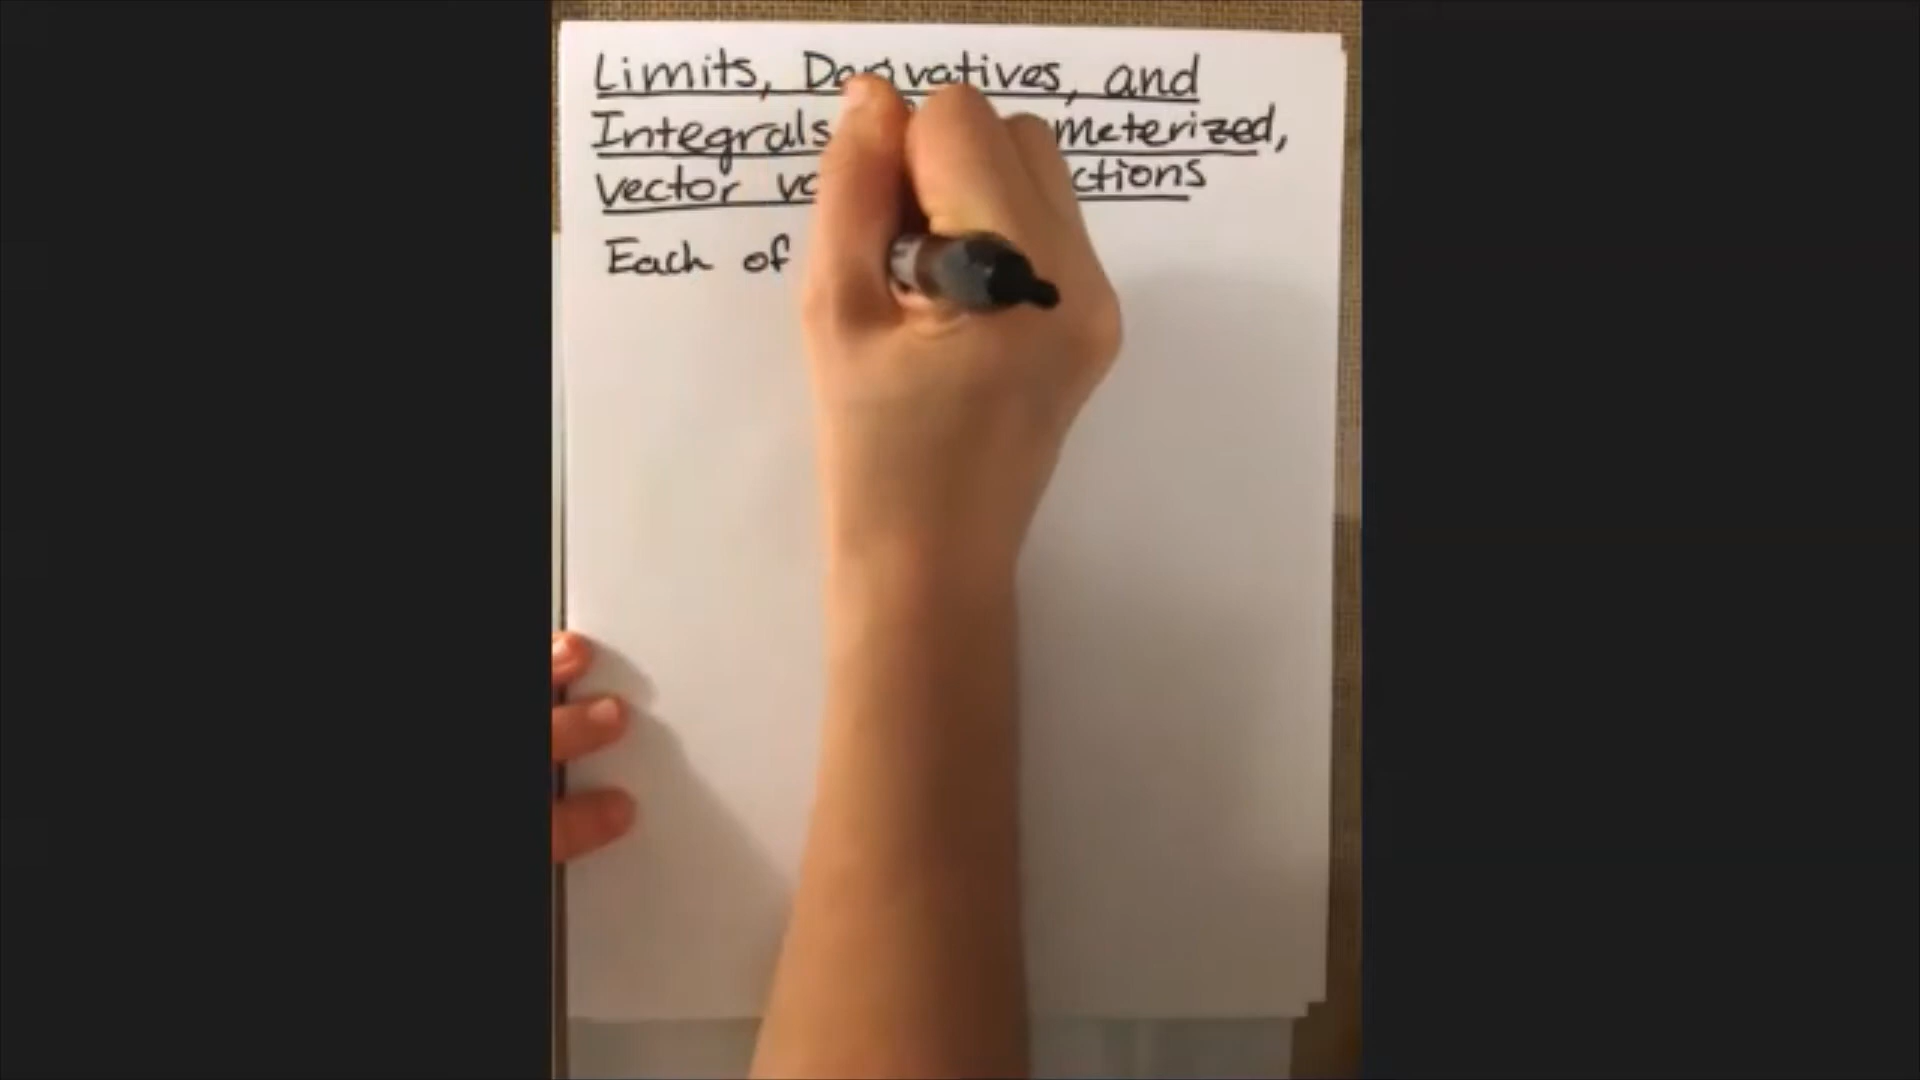 Limits, Derivatives, and
Integrals meterized,
vector ctions
Each of